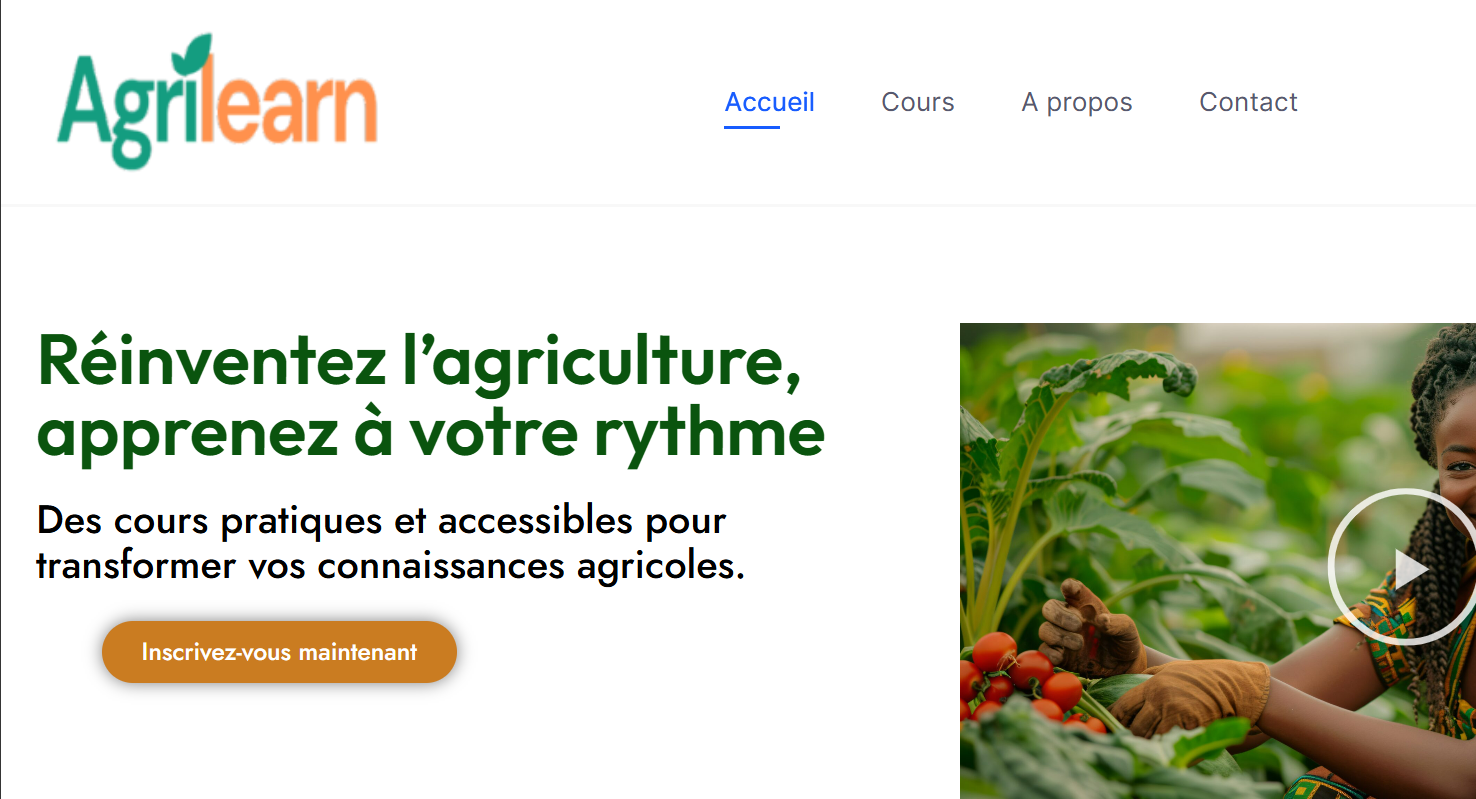 Agrilearn
Accueil
Cours
A propos
Contact
Réinventez l’agriculture,
apprenez à votre rythme
Des cours pratiques et accessibles pour
transformer vos connaissances agricoles.
Inscrivez-vous maintenant